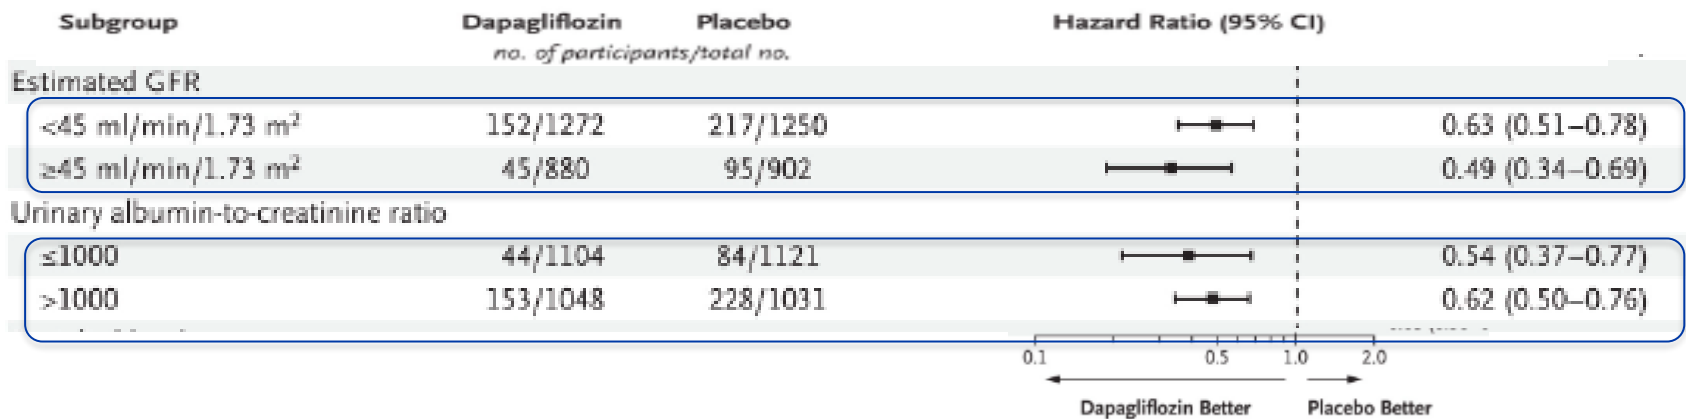 Subgroup Dapagliflozin Placebo Hazard Ratio (95% CI)
no. of participants/total no.
Estimated GFR
<45 ml/min/1.73 m² 152/1272 217/1250 0.63 (0.51–0.78)
≥45 ml/min/1.73 m² 45/880 95/902 0.49 (0.34–0.69)
Urinary albumin-to-creatinine ratio
≤1000 44/1104 84/1121 0.54 (0.37–0.77)
>1000 153/1048 228/1031 0.62 (0.50–0.76)
0.1 0.5 1.0 2.0
Dapagliflozin Better Placebo Better